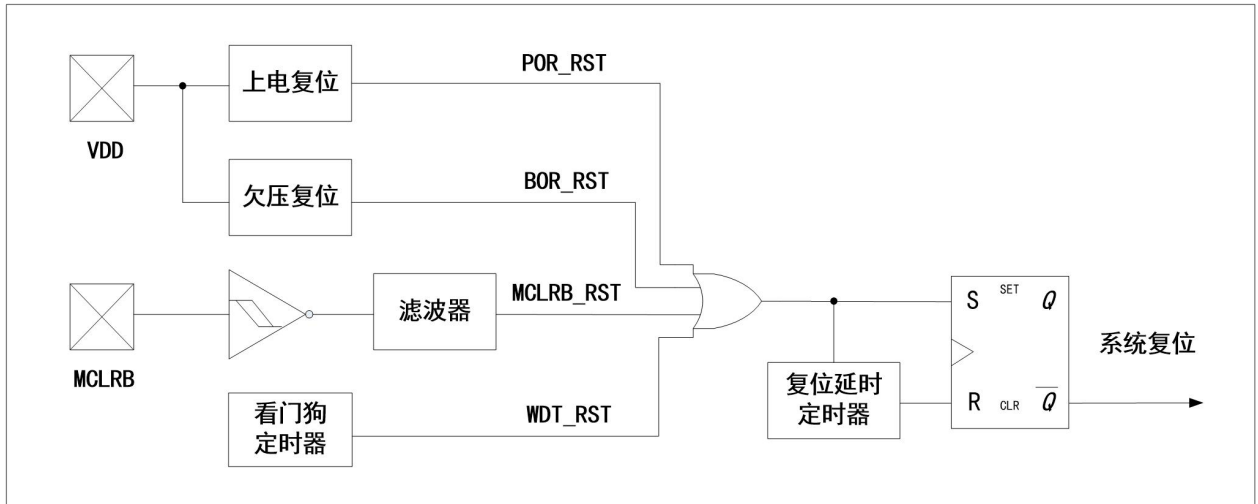 上电复位
POR_RST
VDD
欠压复位
BOR_RST
MCLRB
滤波器
MCLRB_RST
看门狗
定时器
WDT_RST
复位延时
定时器
S SET Q
R CLR Q
系统复位